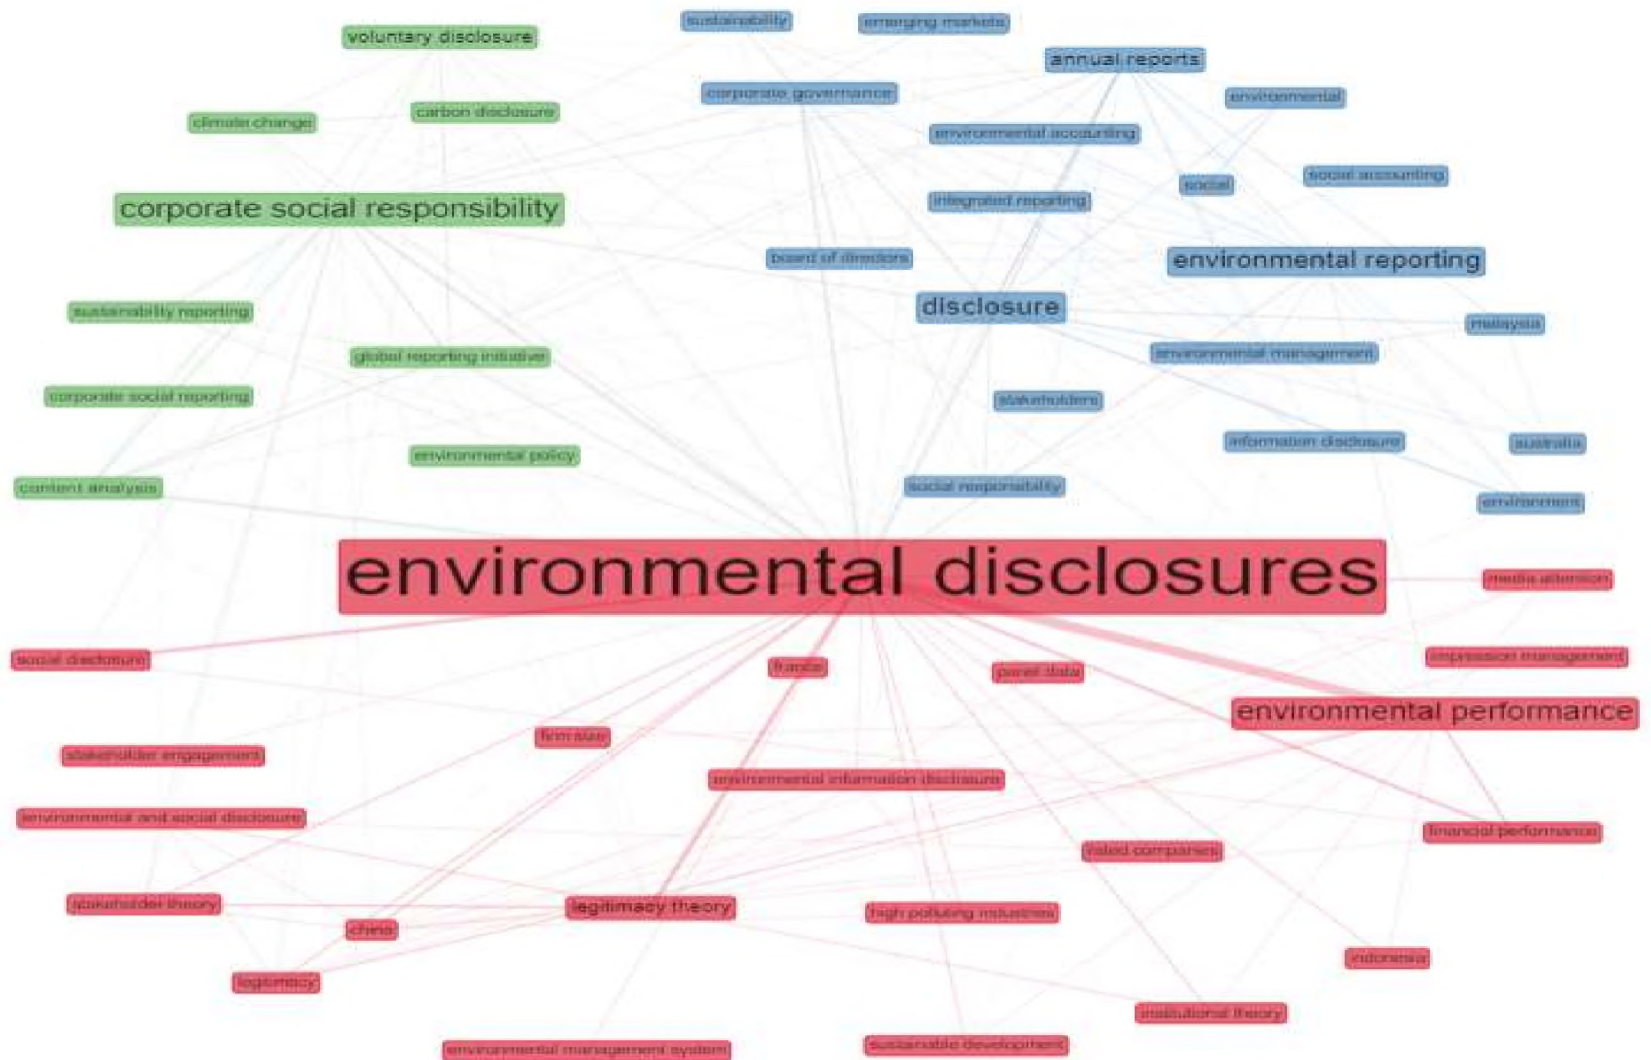 sustainability
emerging markets
voluntary disclosure
annual reports
corporate governance
environmental
carbon disclosure
climate change
environmental accounting
social accounting
social
integrated reporting
corporate social responsibility
board of directors
environmental reporting
disclosure
sustainability reporting
malaysia
environmental management
global reporting initiative
corporate social reporting
stakeholders
information disclosure
australia
environmental policy
content analysis
social responsibility
environment
environmental disclosures
media attention
social disclosure
france
panel data
impression management
environmental performance
firm size
stakeholder engagement
environmental information disclosure
environmental and social disclosure
financial performance
listed companies
stakeholder theory
legitimacy theory
high polluting industries
china
indonesia
legitimacy
institutional theory
environmental management system
sustainable development